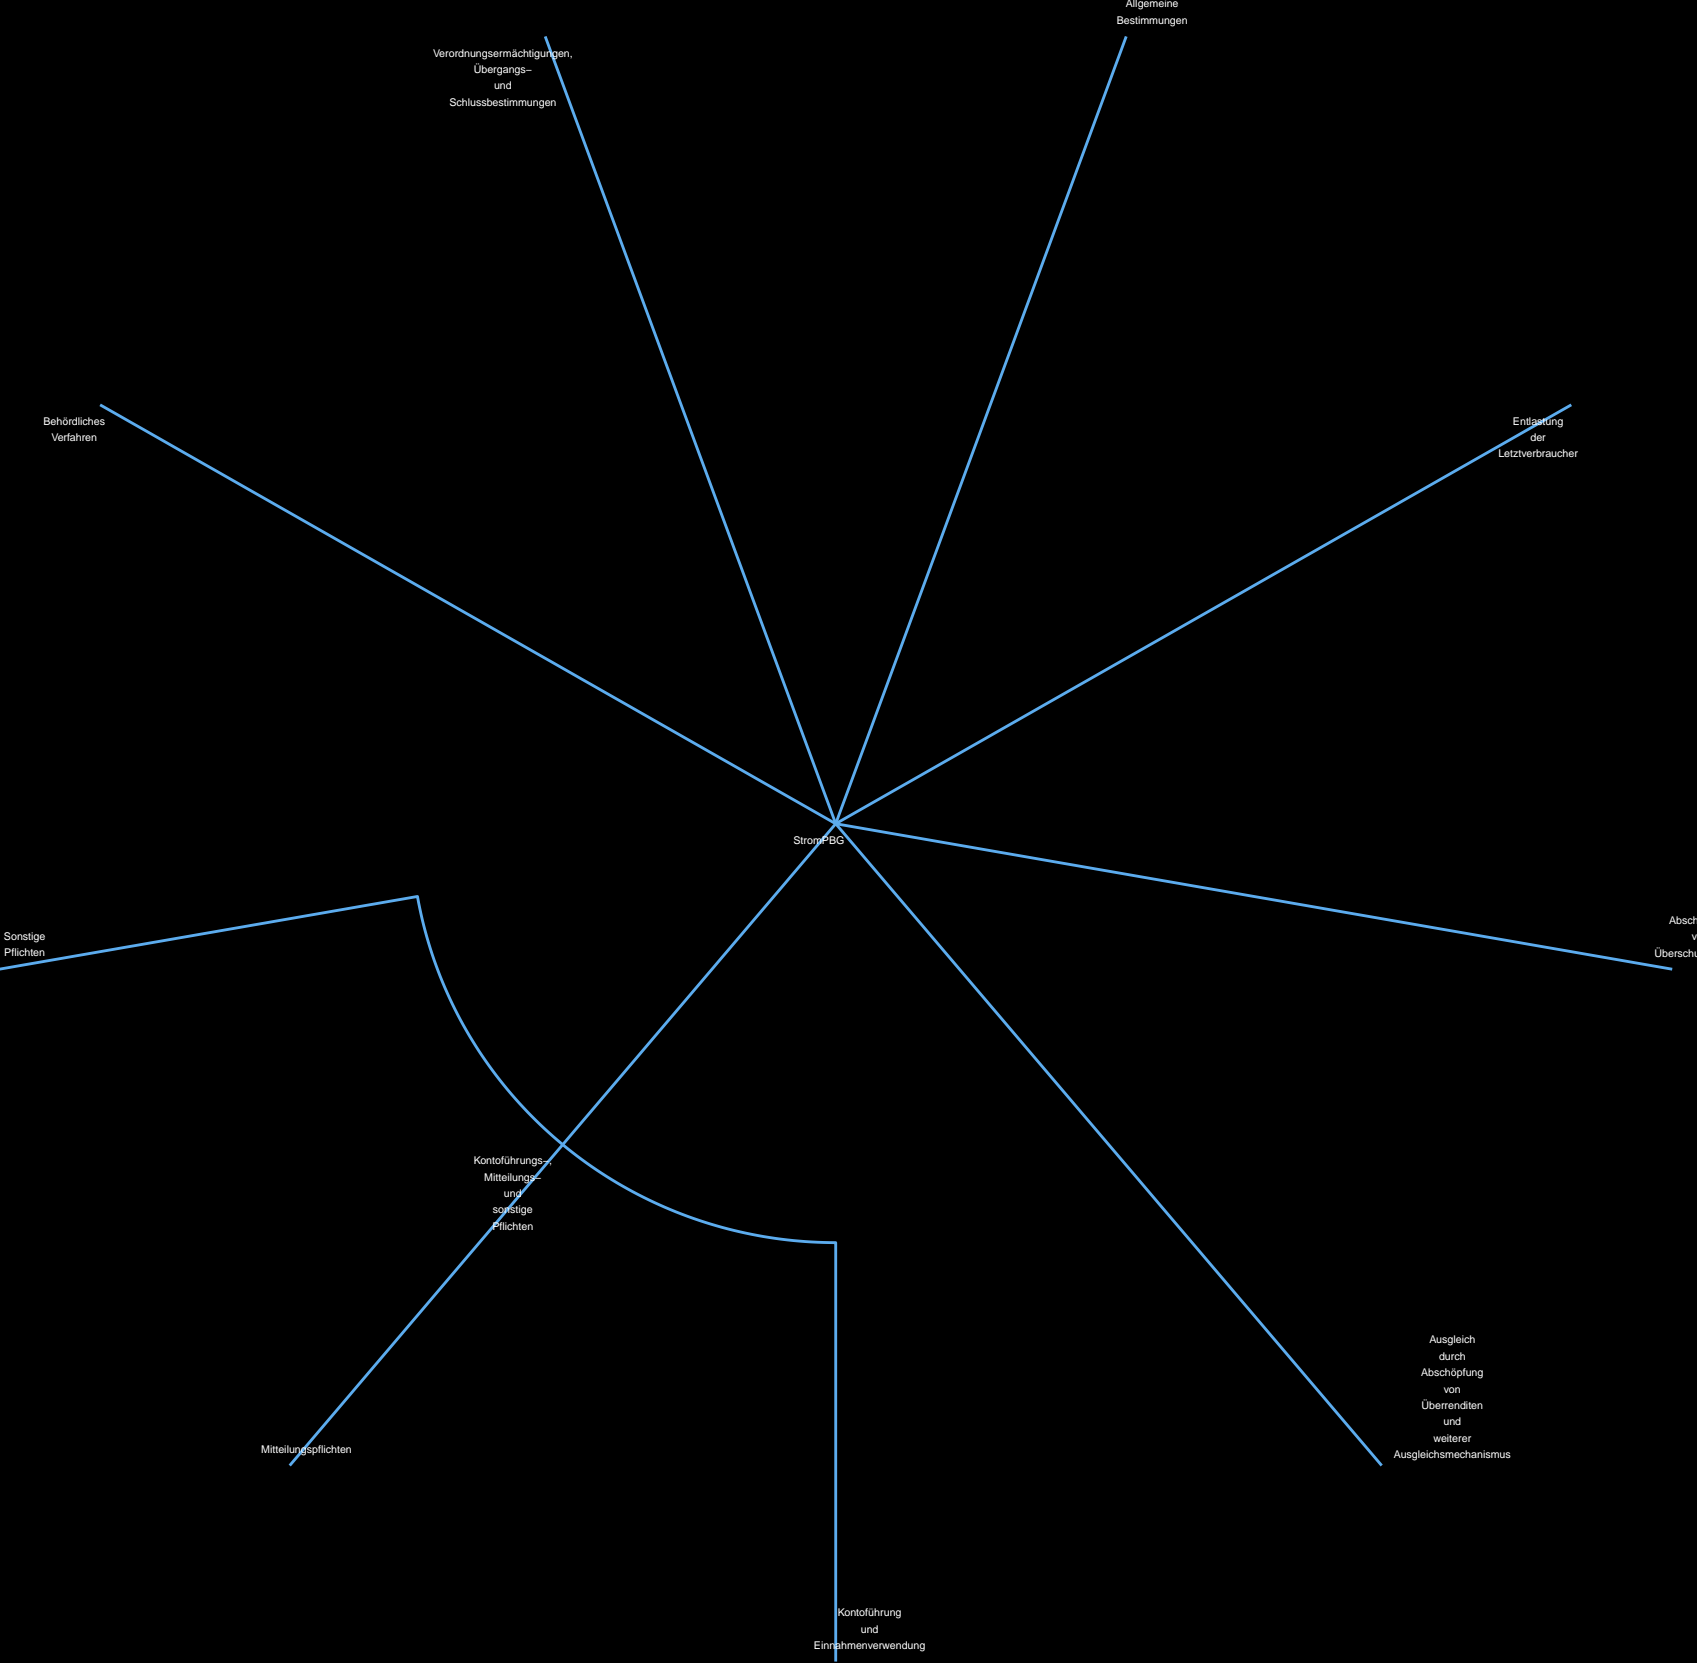 Allgemeine
Bestimmungen
Verordnungsermächtigungen,
Übergangs–
und
Schlussbestimmungen
Behördliches
Verfahren
Entlastung
der
Letztverbraucher
StromPBG
Sonstige
Pflichten
Kontoführungs–,
Mitteilungs–
und
sonstige
Pflichten
Ausgleich
durch
Abschöpfung
von
Überrenditen
und
weiterer
Ausgleichsmechanismus
Mitteilungspflichten
Kontoführung
und
Einnahmenverwendung